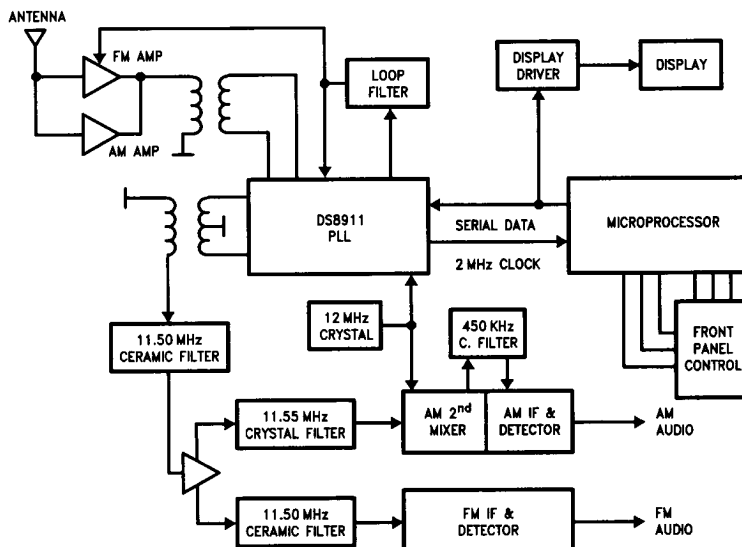 ANTENNA
FM AMP
AM AMP
LOOP
FILTER
DISPLAY
DRIVER
DISPLAY
DS8911
PLL
SERIAL DATA
2 MHz CLOCK
MICROPROCESSOR
12 MHz
CRYSTAL
450 KHz
C. FILTER
FRONT
PANEL
CONTROL
11.50 MHz
CERAMIC FILTER
11.55 MHz
CRYSTAL FILTER
AM 2nd
MIXER
AM IF &
DETECTOR
AM
AUDIO
11.50 MHz
CERAMIC FILTER
FM IF &
DETECTOR
FM
AUDIO